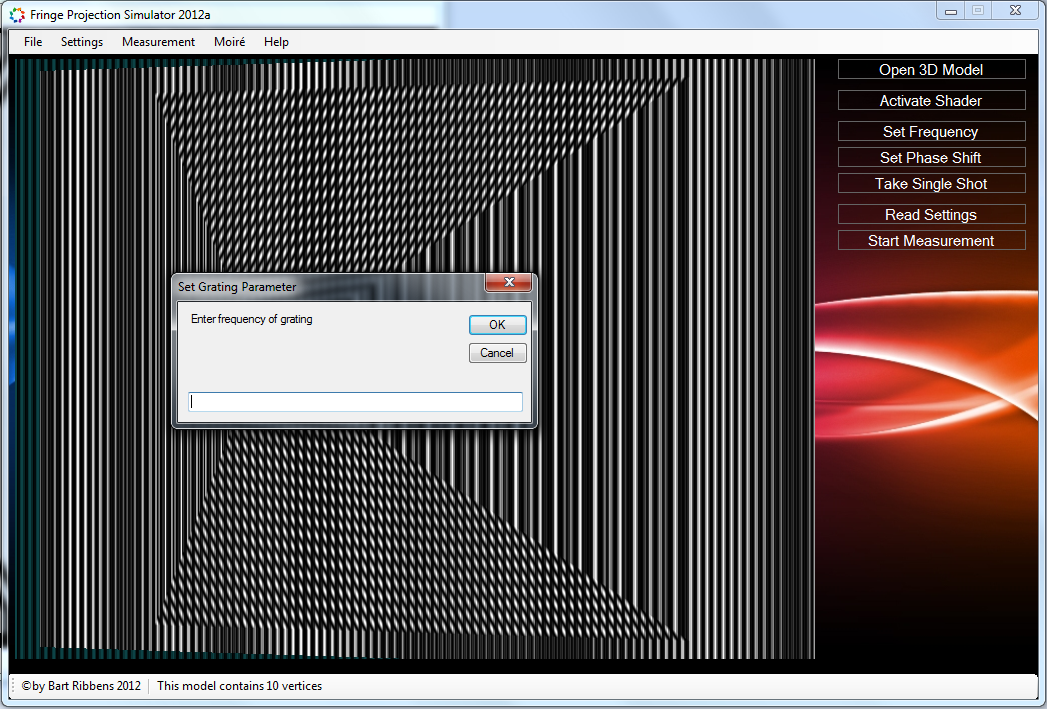 Fringe Projection Simulator 2012a
File Settings Measurement Moiré Help
Open 3D Model
Activate Shader
Set Frequency
Set Phase Shift
Take Single Shot
Read Settings
Start Measurement
Set Grating Parameter
Enter frequency of grating
OK
Cancel
©by Bart Ribbens 2012 This model contains 10 vertices